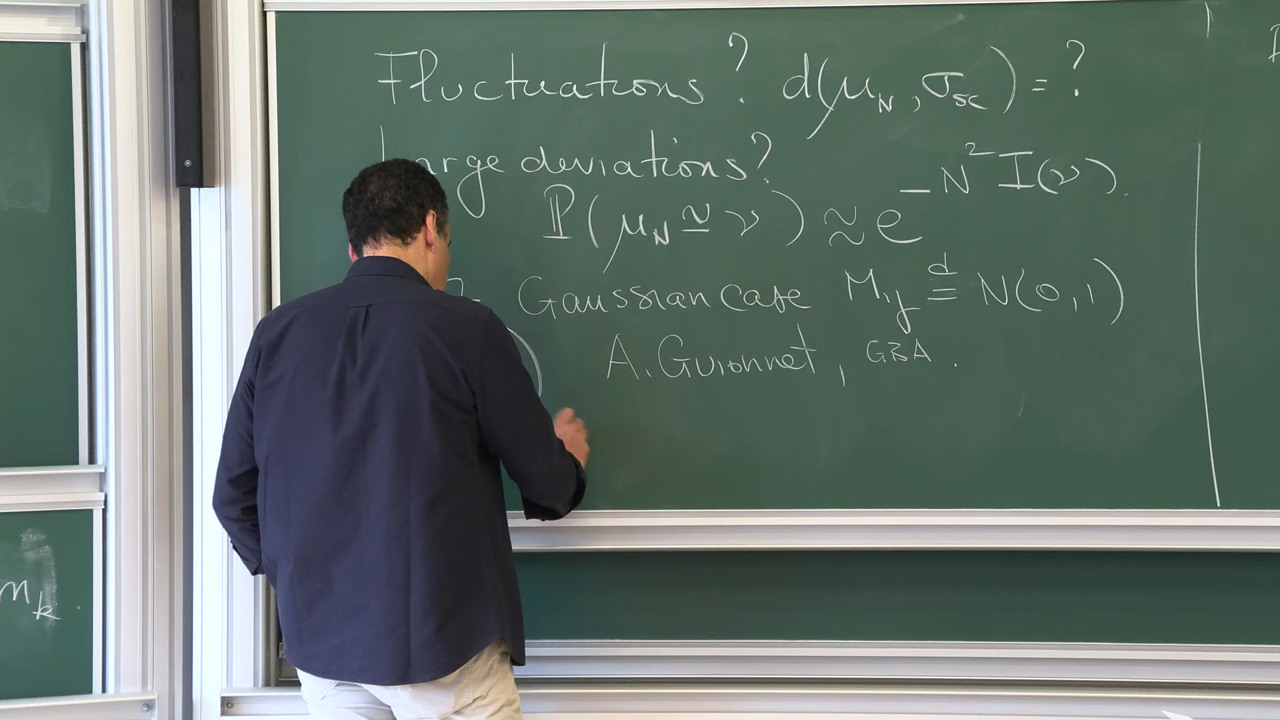 Fluctuations? d(μ_N, σ_sc) = ?
Large deviations?
ℙ(μ_N ≃ ν) ≈ e^{-N² I(ν)}.
Gaussian case M_ij =^d N(0,1)
A. Guionnet, GBA.
m_k.